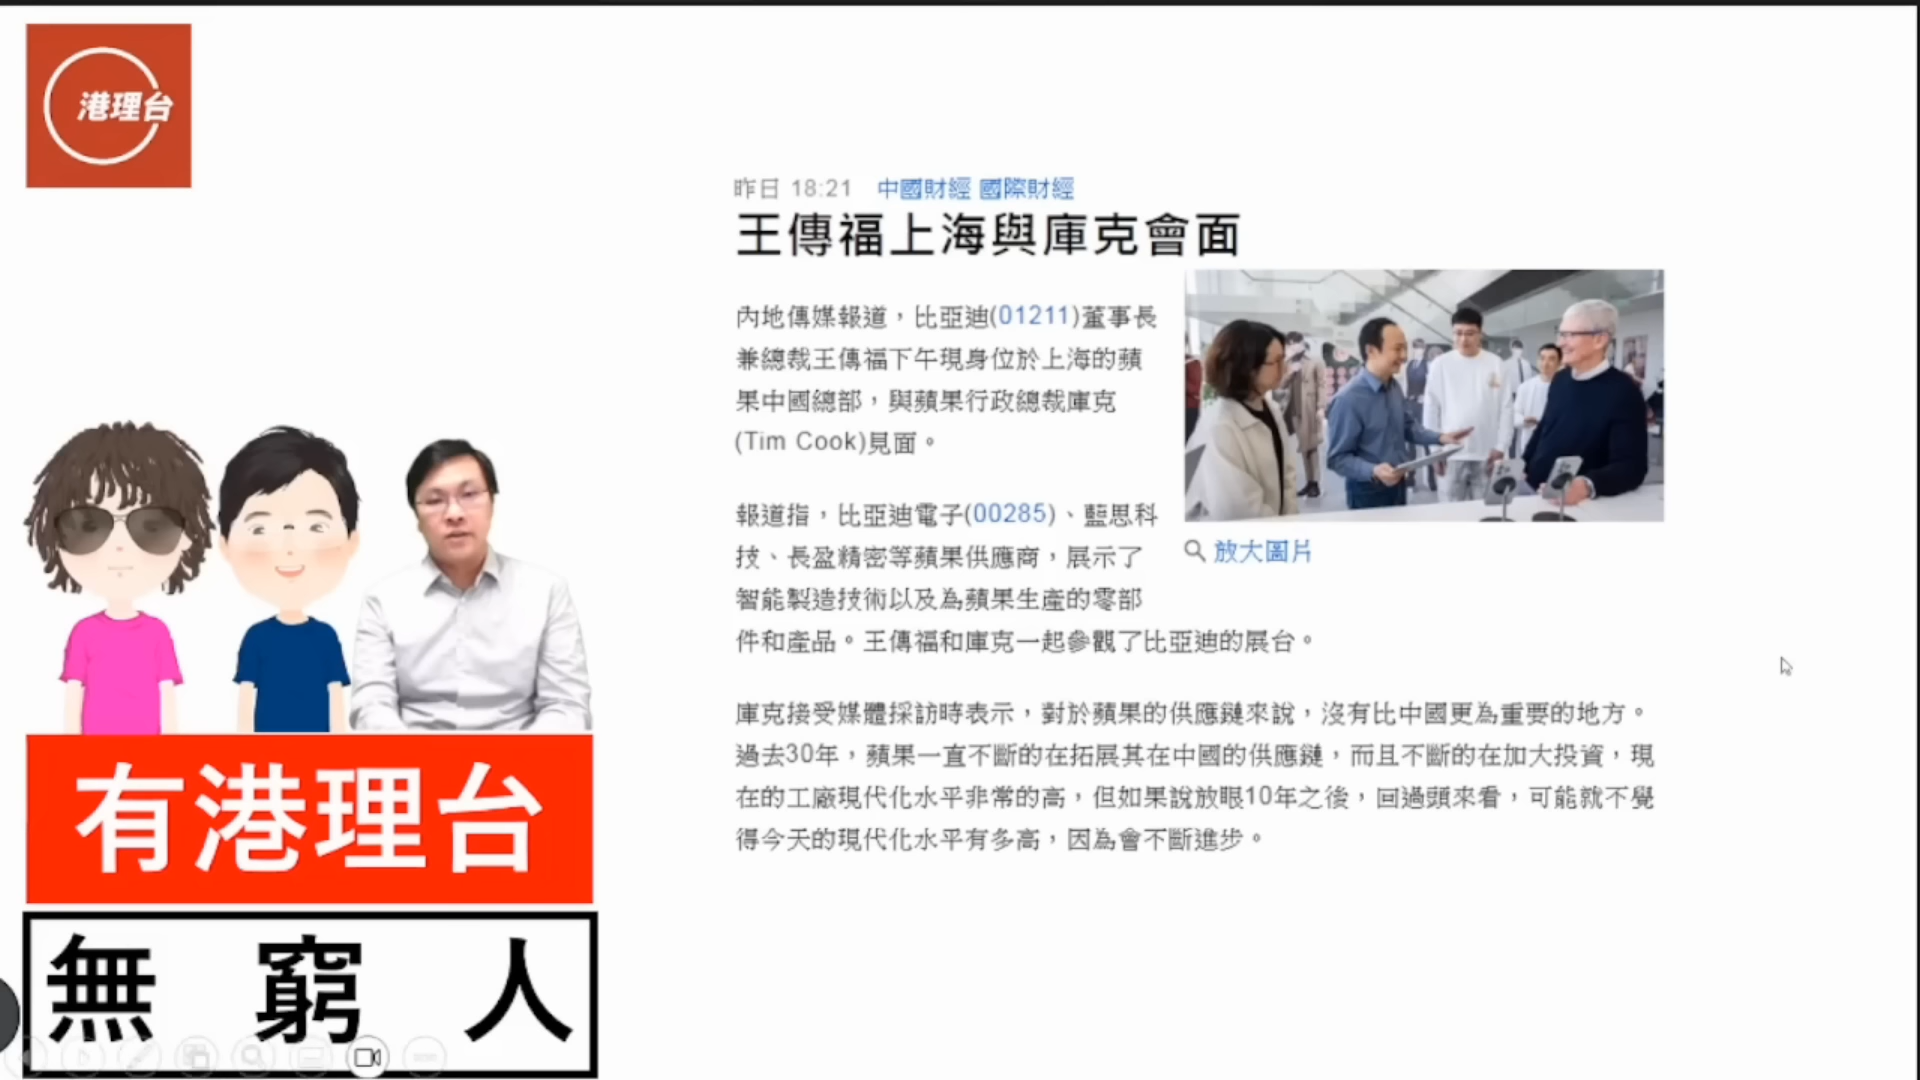 港理台
昨日 18:21 中國財經 國際財經
王傳福上海與庫克會面
內地傳媒報道，比亞迪(01211)董事長
兼總裁王傳福下午現身位於上海的蘋
果中國總部，與蘋果行政總裁庫克
(Tim Cook)見面。
報道指，比亞迪電子(00285)、藍思科
技、長盈精密等蘋果供應商，展示了
智能製造技術以及為蘋果生產的零部
件和產品。王傳福和庫克一起參觀了比亞迪的展台。
放大圖片
庫克接受媒體採訪時表示，對於蘋果的供應鏈來說，沒有比中國更為重要的地方。
過去30年，蘋果一直不斷的在拓展其在中國的供應鏈，而且不斷的在加大投資，現
在的工廠現代化水平非常的高，但如果說放眼10年之後，回過頭來看，可能就不覺
得今天的現代化水平有多高，因為會不斷進步。
有港理台
無窮人